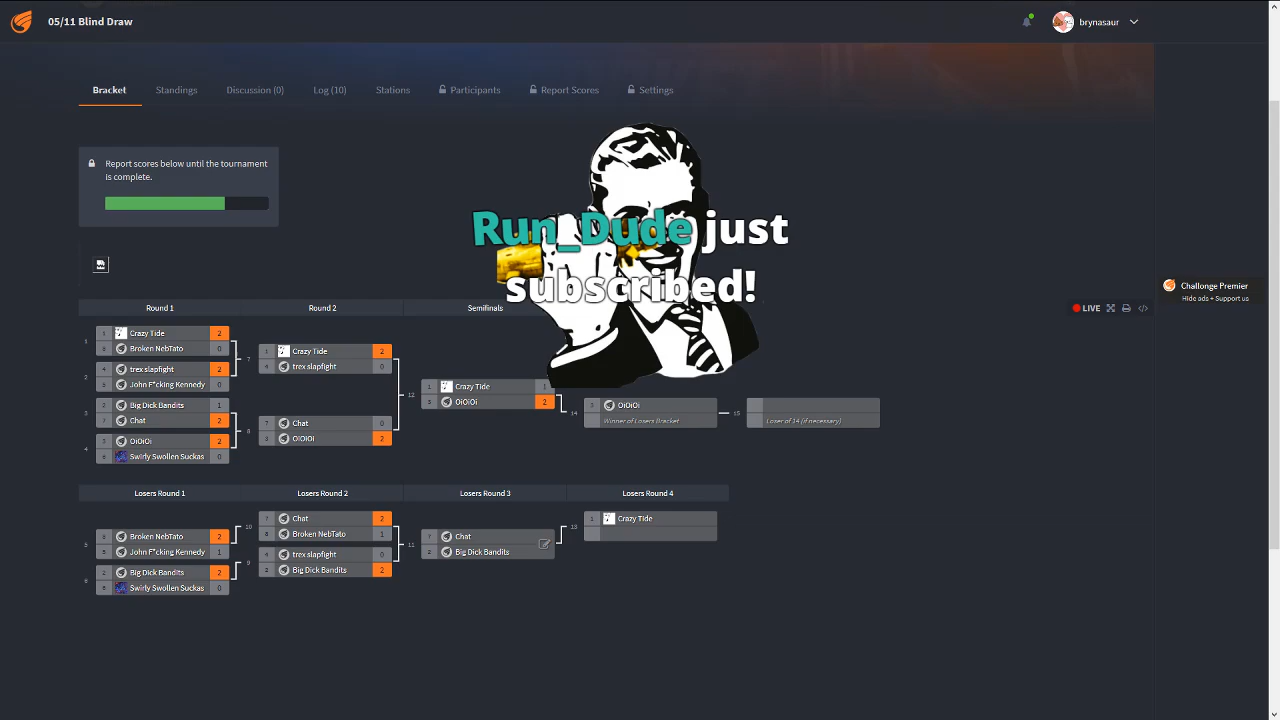 05/11 Blind Draw
brynasaur
Bracket
Standings
Discussion (0)
Log (10)
Stations
Participants
Report Scores
Settings
Report scores below until the tournament
is complete.
Run_Dude just
subscribed!
Challonge Premier
Hide ads + Support us
LIVE
Round 1
Round 2
Semifinals
1 Crazy Tide 2
8 Broken NebTato 0
4 trex slapfight 2
5 John F*cking Kennedy 0
2 Big Dick Bandits 1
7 Chat 2
3 OiOiOi 2
6 Swirly Swollen Suckas 0
1
2
3
4
1 Crazy Tide 2
4 trex slapfight 0
7 Chat 0
3 OiOiOi 2
7
8
1 Crazy Tide 1
3 OiOiOi 2
12
3 OiOiOi
Winner of Losers Bracket
14
Loser of 14 (if necessary)
15
Losers Round 1
Losers Round 2
Losers Round 3
Losers Round 4
8 Broken NebTato 2
5 John F*cking Kennedy 1
2 Big Dick Bandits 2
6 Swirly Swollen Suckas 0
5
6
7 Chat 2
8 Broken NebTato 1
4 trex slapfight 0
2 Big Dick Bandits 2
10
9
7 Chat
2 Big Dick Bandits
11
1 Crazy Tide
13